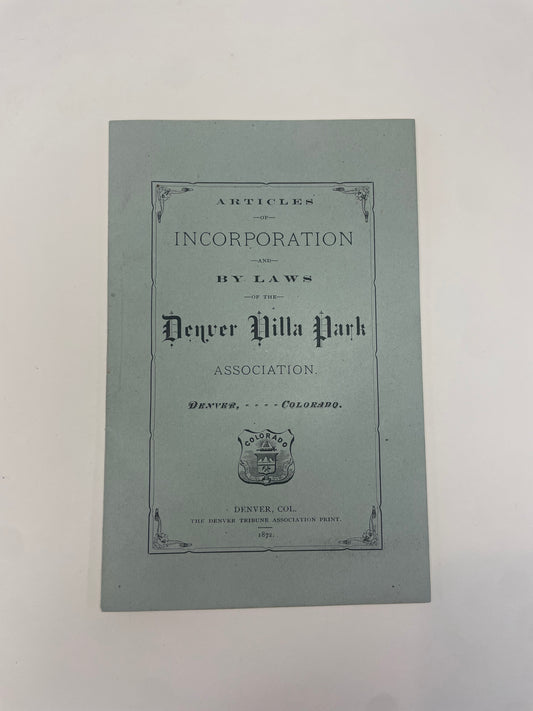 ARTICLES
—OF—
INCORPORATION
—AND—
BY LAWS
—OF THE—
Denver Villa Park
ASSOCIATION.
DENVER, - - - - COLORADO.
COLORADO
DENVER, COL.
THE DENVER TRIBUNE ASSOCIATION PRINT.
1872.